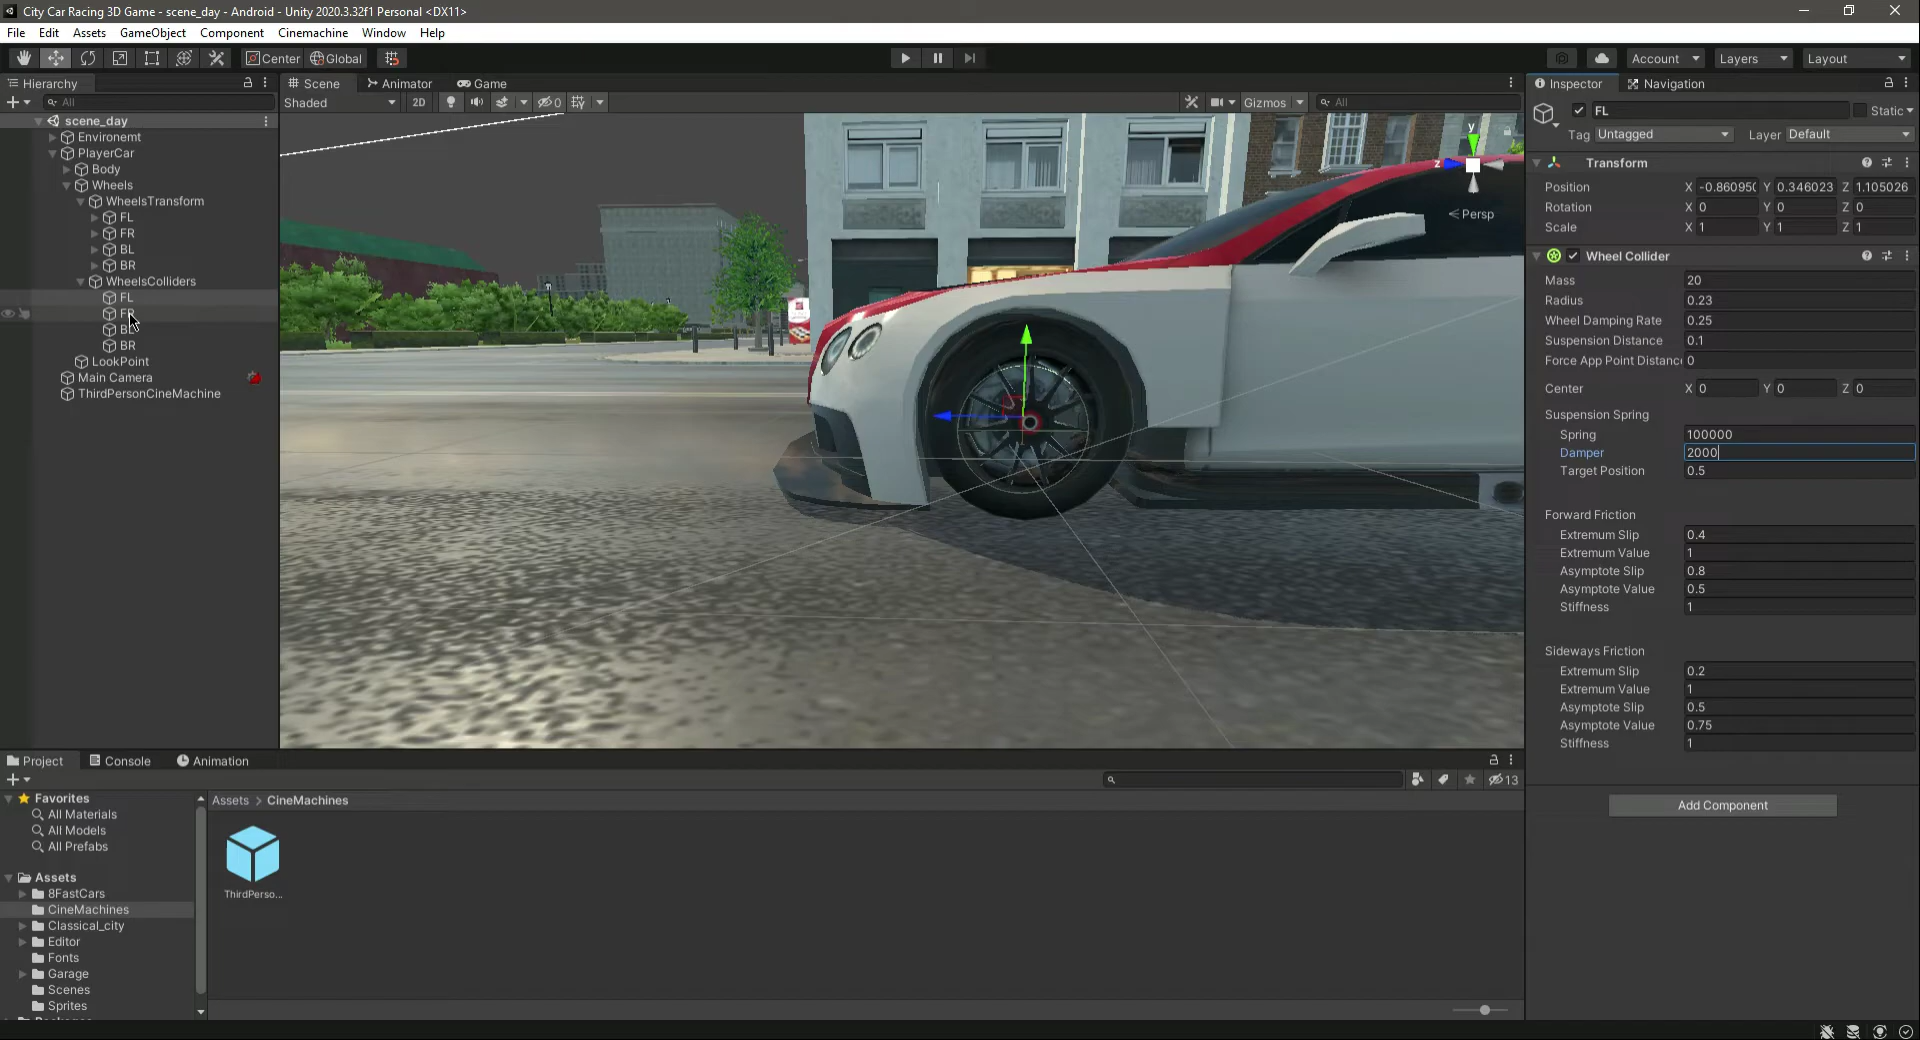 City Car Racing 3D Game - scene_day - Android - Unity 2020.3.32f1 Personal <DX11>
File Edit Assets GameObject Component Cinemachine Window Help
Center Global Account Layers Layout
Hierarchy Scene Animator Game Inspector Navigation
All Shaded 2D 0 Gizmos All
FL Static
Tag Untagged Layer Default
scene_day
Environemt
PlayerCar
Body
Wheels
WheelsTransform
FL
FR
BL
BR
WheelsColliders
FL
FR
BL
BR
LookPoint
Main Camera
ThirdPersonCineMachine
y
z
Persp
Transform
Position X -0.860950 Y 0.346023 Z 1.105026
Rotation X 0 Y 0 Z 0
Scale X 1 Y 1 Z 1
Wheel Collider
Mass 20
Radius 0.23
Wheel Damping Rate 0.25
Suspension Distance 0.1
Force App Point Distanc 0
Center X 0 Y 0 Z 0
Suspension Spring
Spring 100000
Damper 2000
Target Position 0.5
Forward Friction
Extremum Slip 0.4
Extremum Value 1
Asymptote Slip 0.8
Asymptote Value 0.5
Stiffness 1
Sideways Friction
Extremum Slip 0.2
Extremum Value 1
Asymptote Slip 0.5
Asymptote Value 0.75
Stiffness 1
Add Component
Project Console Animation
13
Favorites
All Materials
All Models
All Prefabs
Assets
8FastCars
CineMachines
Classical_city
Editor
Fonts
Garage
Scenes
Sprites
Assets > CineMachines
ThirdPerso...